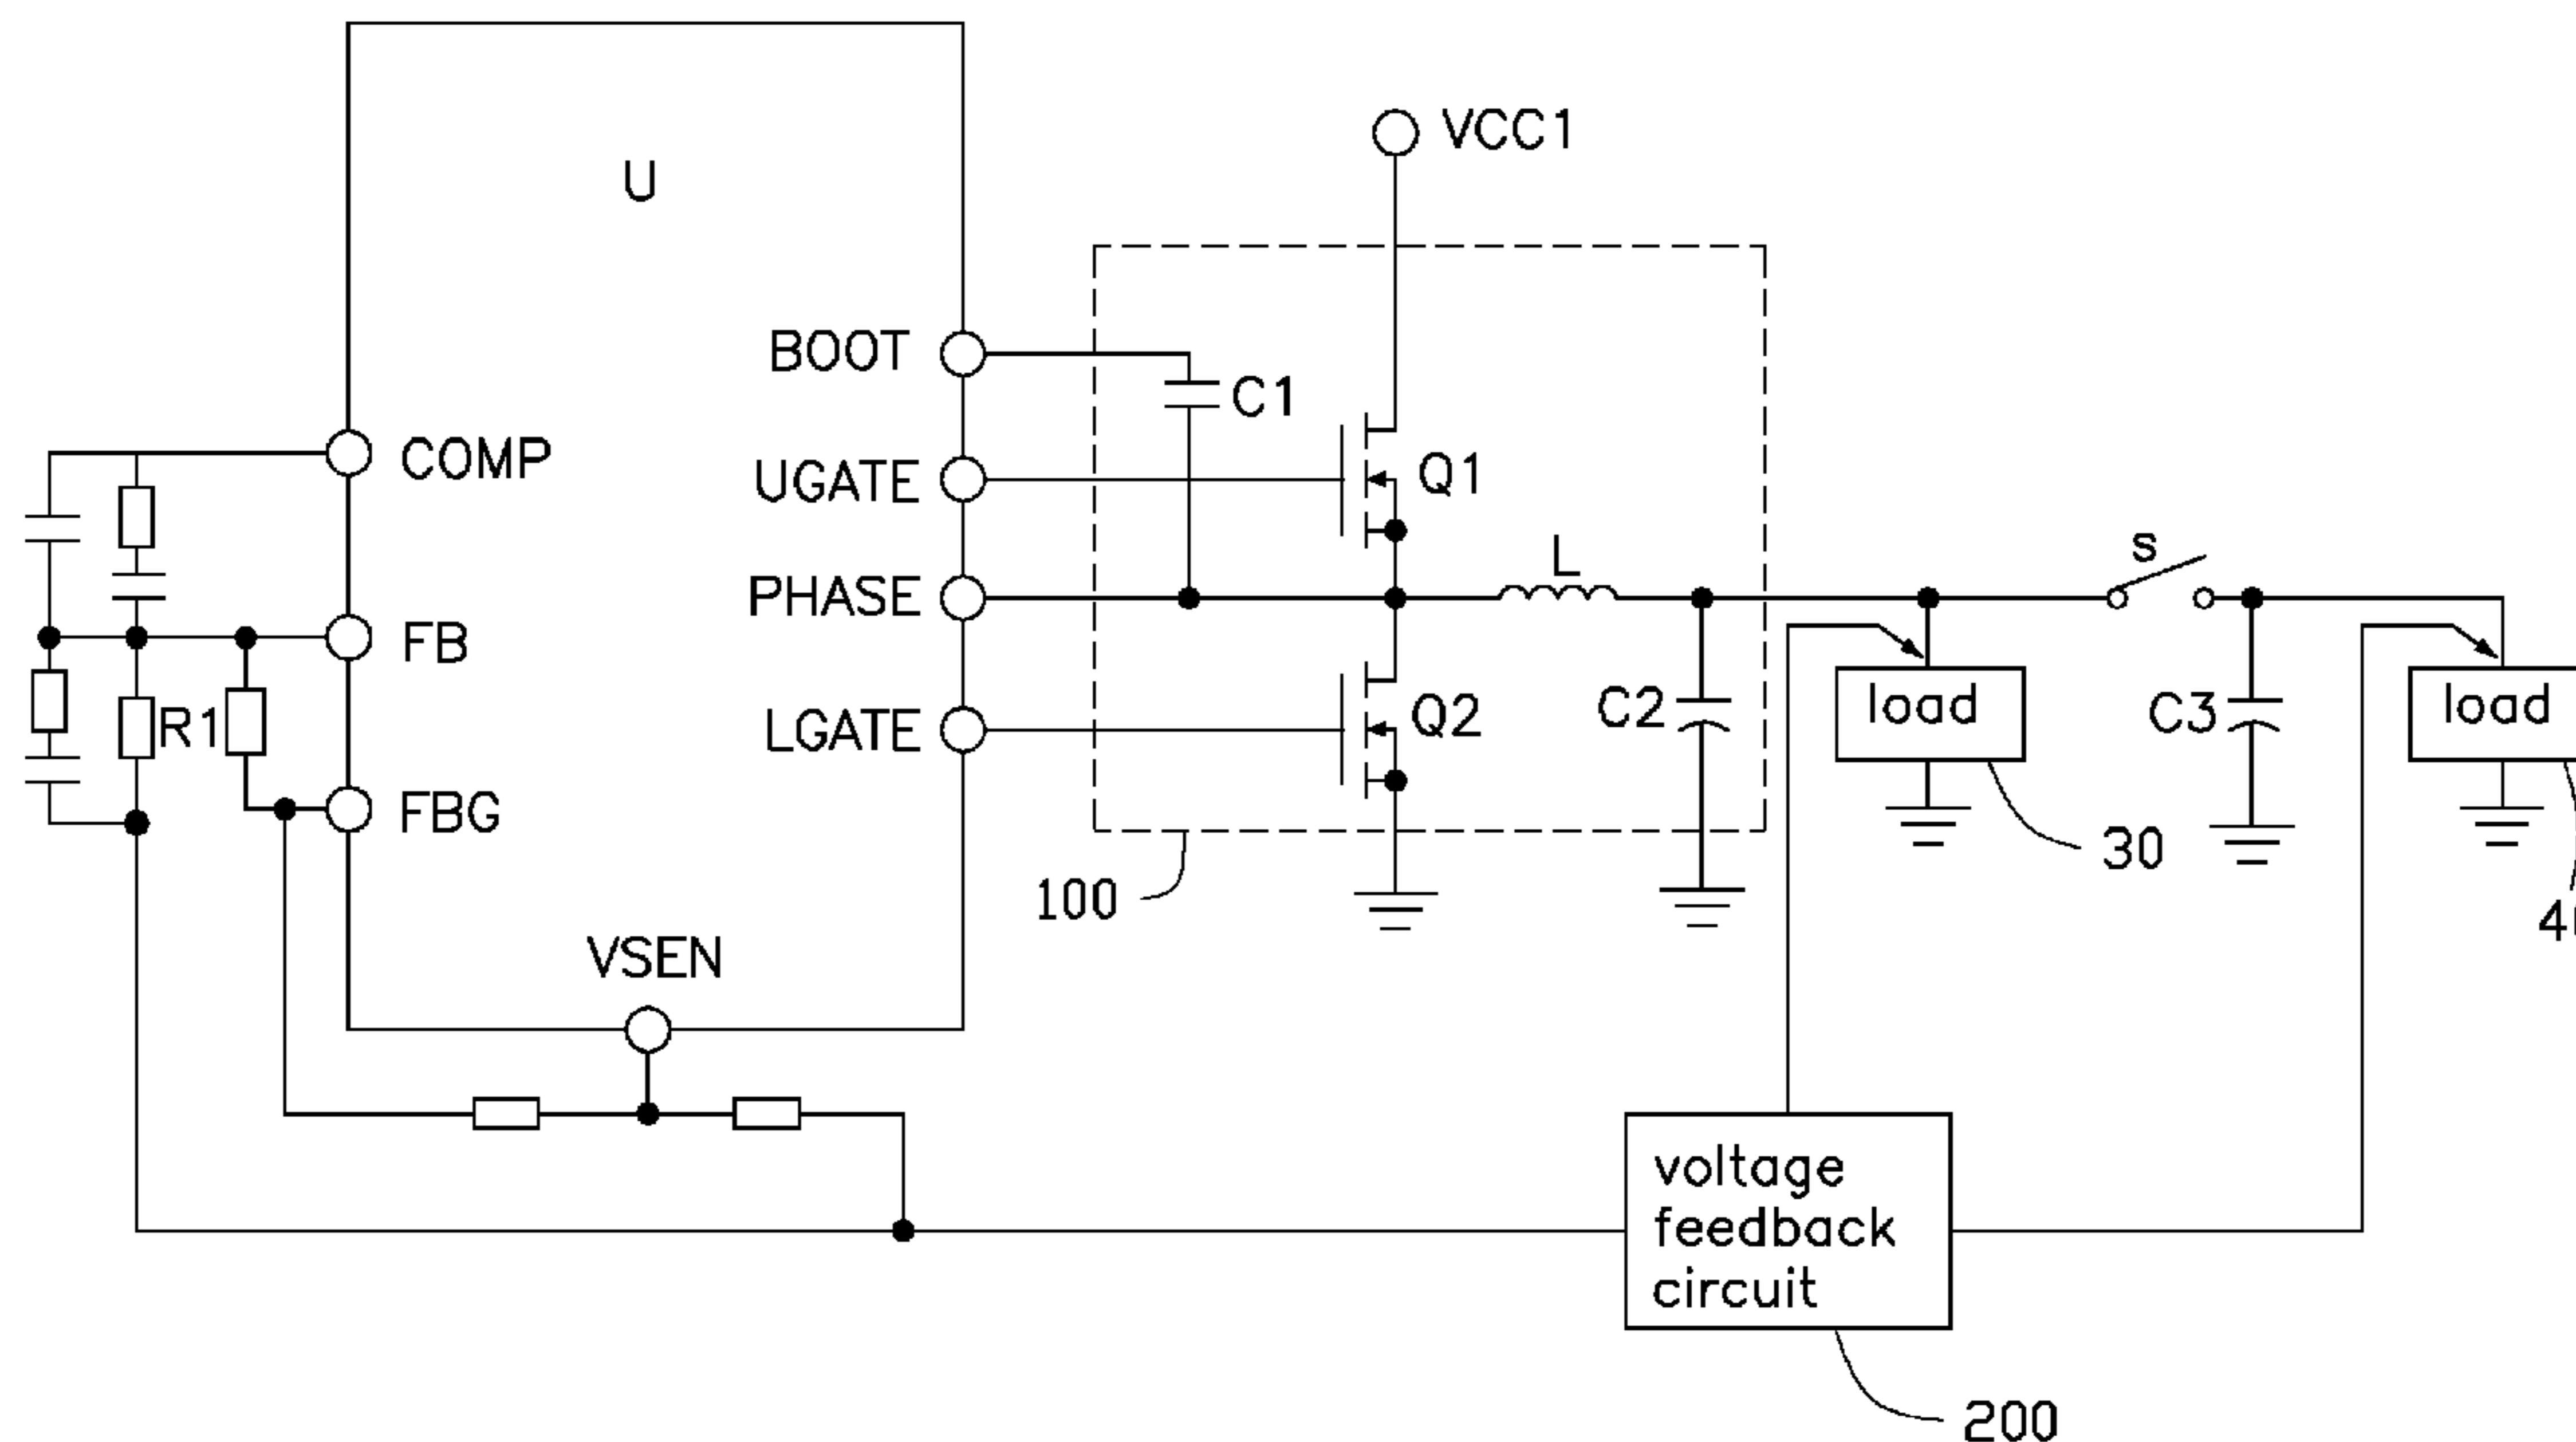 U
VCC1
BOOT
C1
COMP
UGATE
Q1
PHASE
L
s
FB
R1
LGATE
Q2
C2
load
C3
load
FBG
30
100
VSEN
voltage
feedback
circuit
200